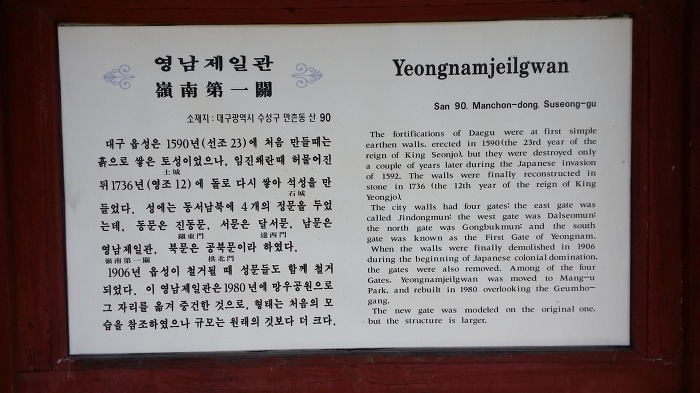 영남제일관
嶺南第一關
소재지 : 대구광역시 수성구 만촌동 산 90
대구 읍성은 1590년(선조 23)에 처음 만들때는
흙으로 쌓은 토성이었으나, 임진왜란때 허물어진
土城
뒤 1736년(영조 12)에 돌로 다시 쌓아 석성을 만
石城
들었다. 성에는 동서남북에 4개의 정문을 두었
는데, 동문은 진동문, 서문은 달서문, 남문은
鎭東門 達西門
영남제일관, 북문은 공북문이라 하였다.
嶺南第一關 拱北門
1906년 읍성이 철거될 때 성문들도 함께 철거
되었다. 이 영남제일관은 1980년에 망우공원으로
그 자리를 옮겨 중건한 것으로, 형태는 처음의 모
습을 참조하였으나 규모는 원래의 것보다 더 크다.
Yeongnamjeilgwan
San 90, Manchon-dong, Suseong-gu
The fortifications of Daegu were at first simple
earthen walls, erected in 1590(the 23rd year of the
reign of King Seonjo), but they were destroyed only
a couple of years later during the Japanese invasion
of 1592. The walls were finally reconstructed in
stone in 1736 (the 12th year of the reign of King
Yeongjo).
The city walls had four gates; the east gate was
called Jindongmun; the west gate was Dalseomun;
the north gate was Gongbukmun; and the south
gate was known as the First Gate of Yeongnam.
When the walls were finally demolished in 1906
during the beginning of Japanese colonial domination,
the gates were also removed. Among of the four
Gates, Yeongnamjeilgwan was moved to Mang-u
Park, and rebuilt in 1980 overlooking the Geumho-
gang.
The new gate was modeled on the original one,
but the structure is larger.